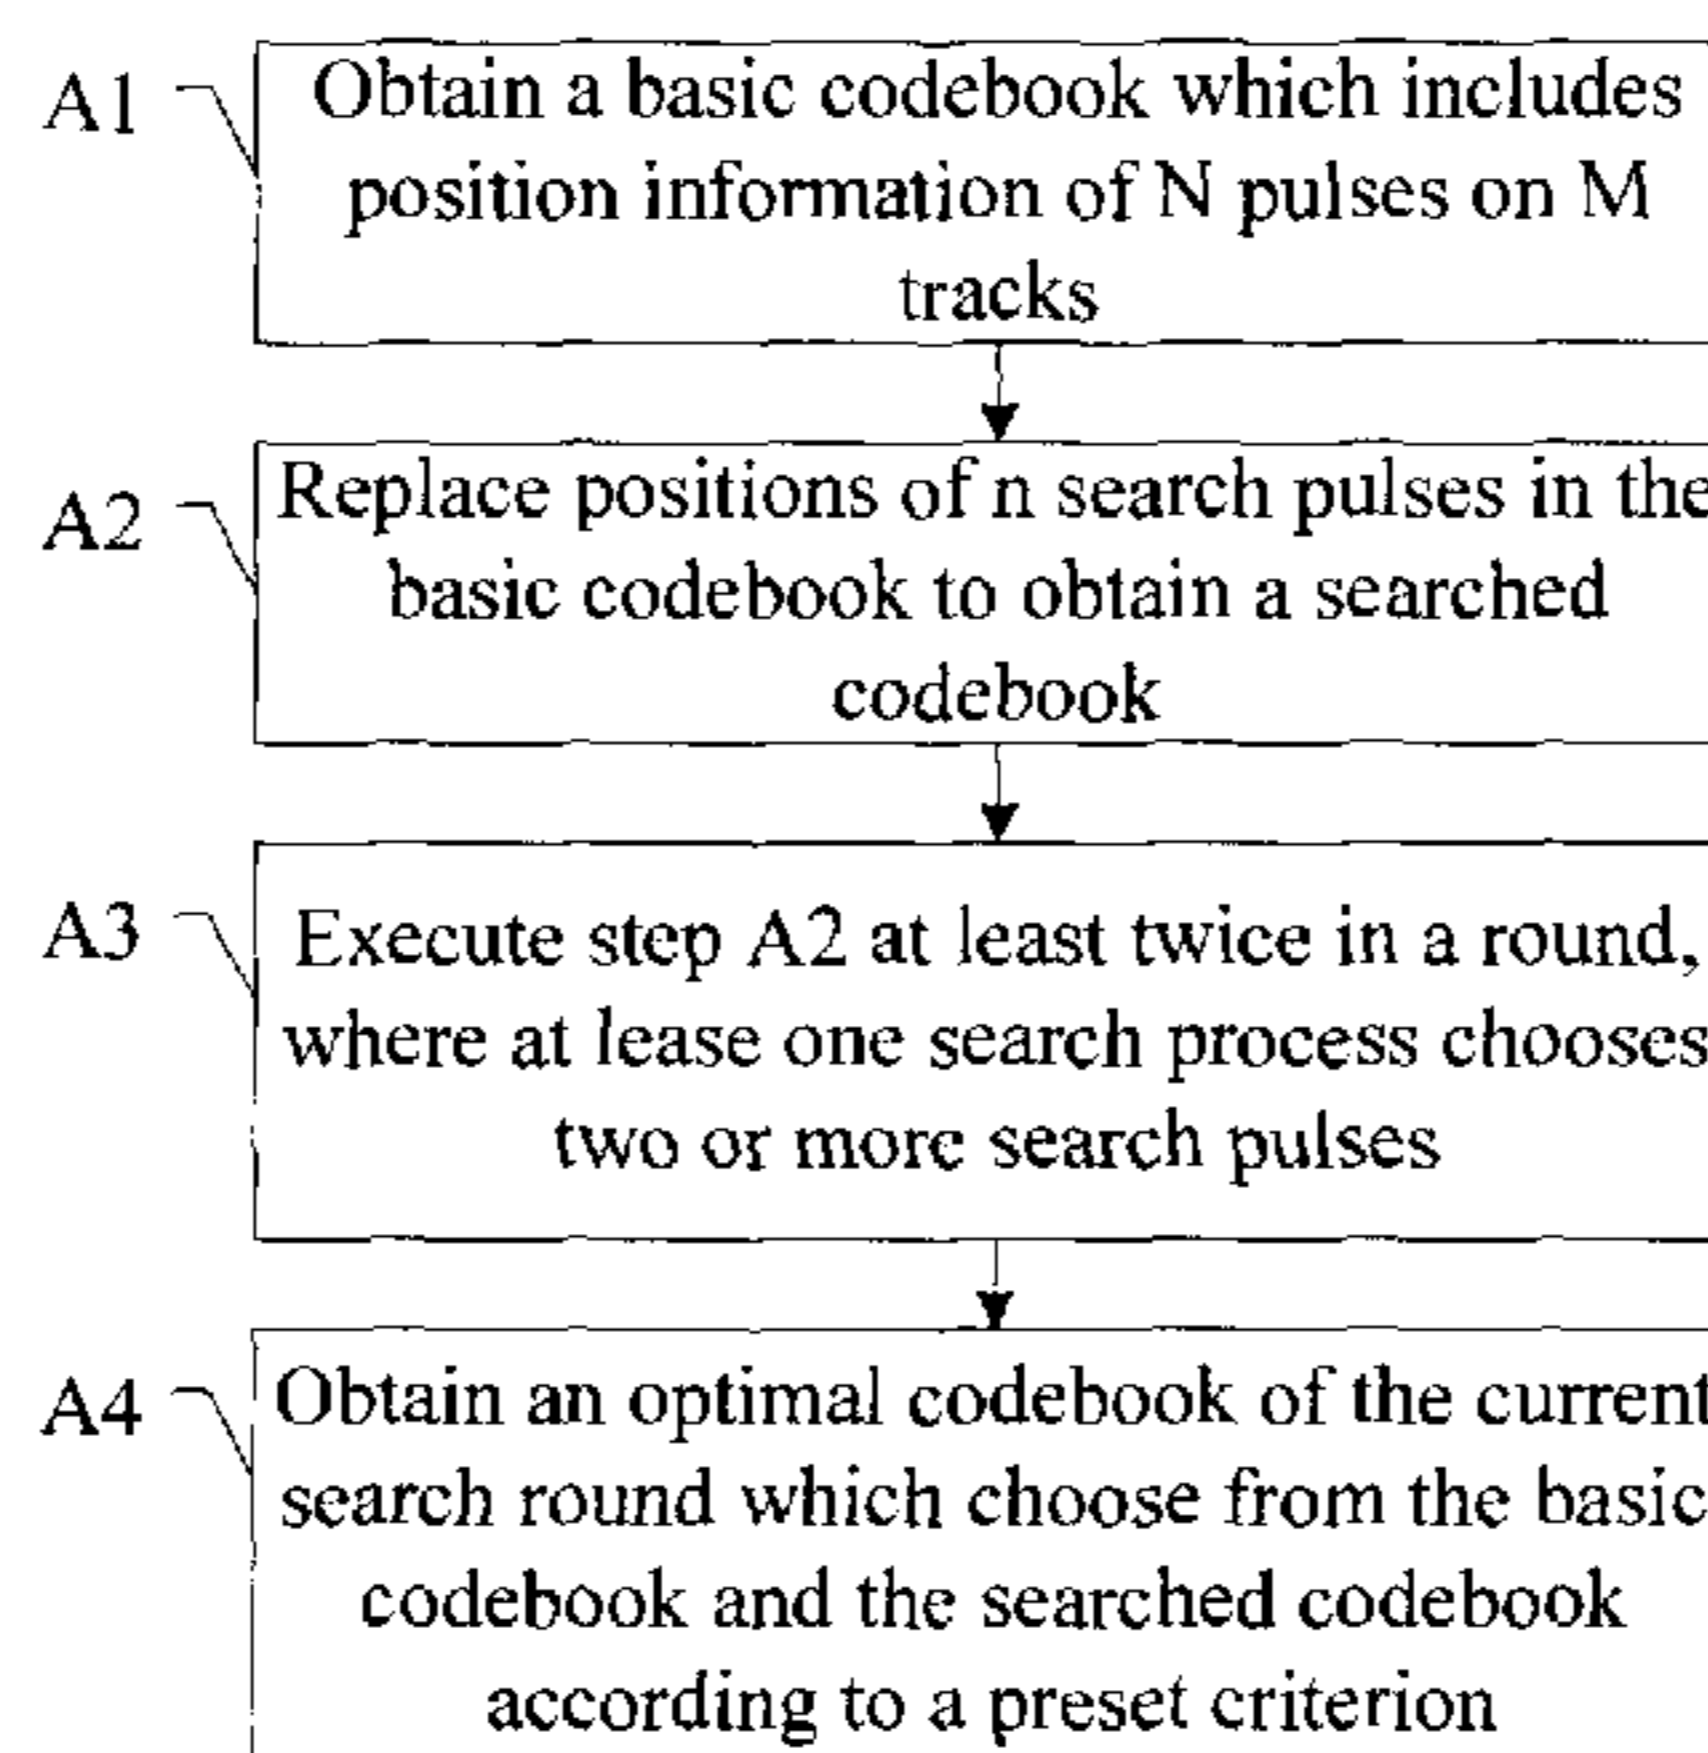 A1
Obtain a basic codebook which includes
position information of N pulses on M
tracks
A2
Replace positions of n search pulses in the
basic codebook to obtain a searched
codebook
A3
Execute step A2 at least twice in a round,
where at lease one search process chooses
two or more search pulses
A4
Obtain an optimal codebook of the current
search round which choose from the basic
codebook and the searched codebook
according to a preset criterion